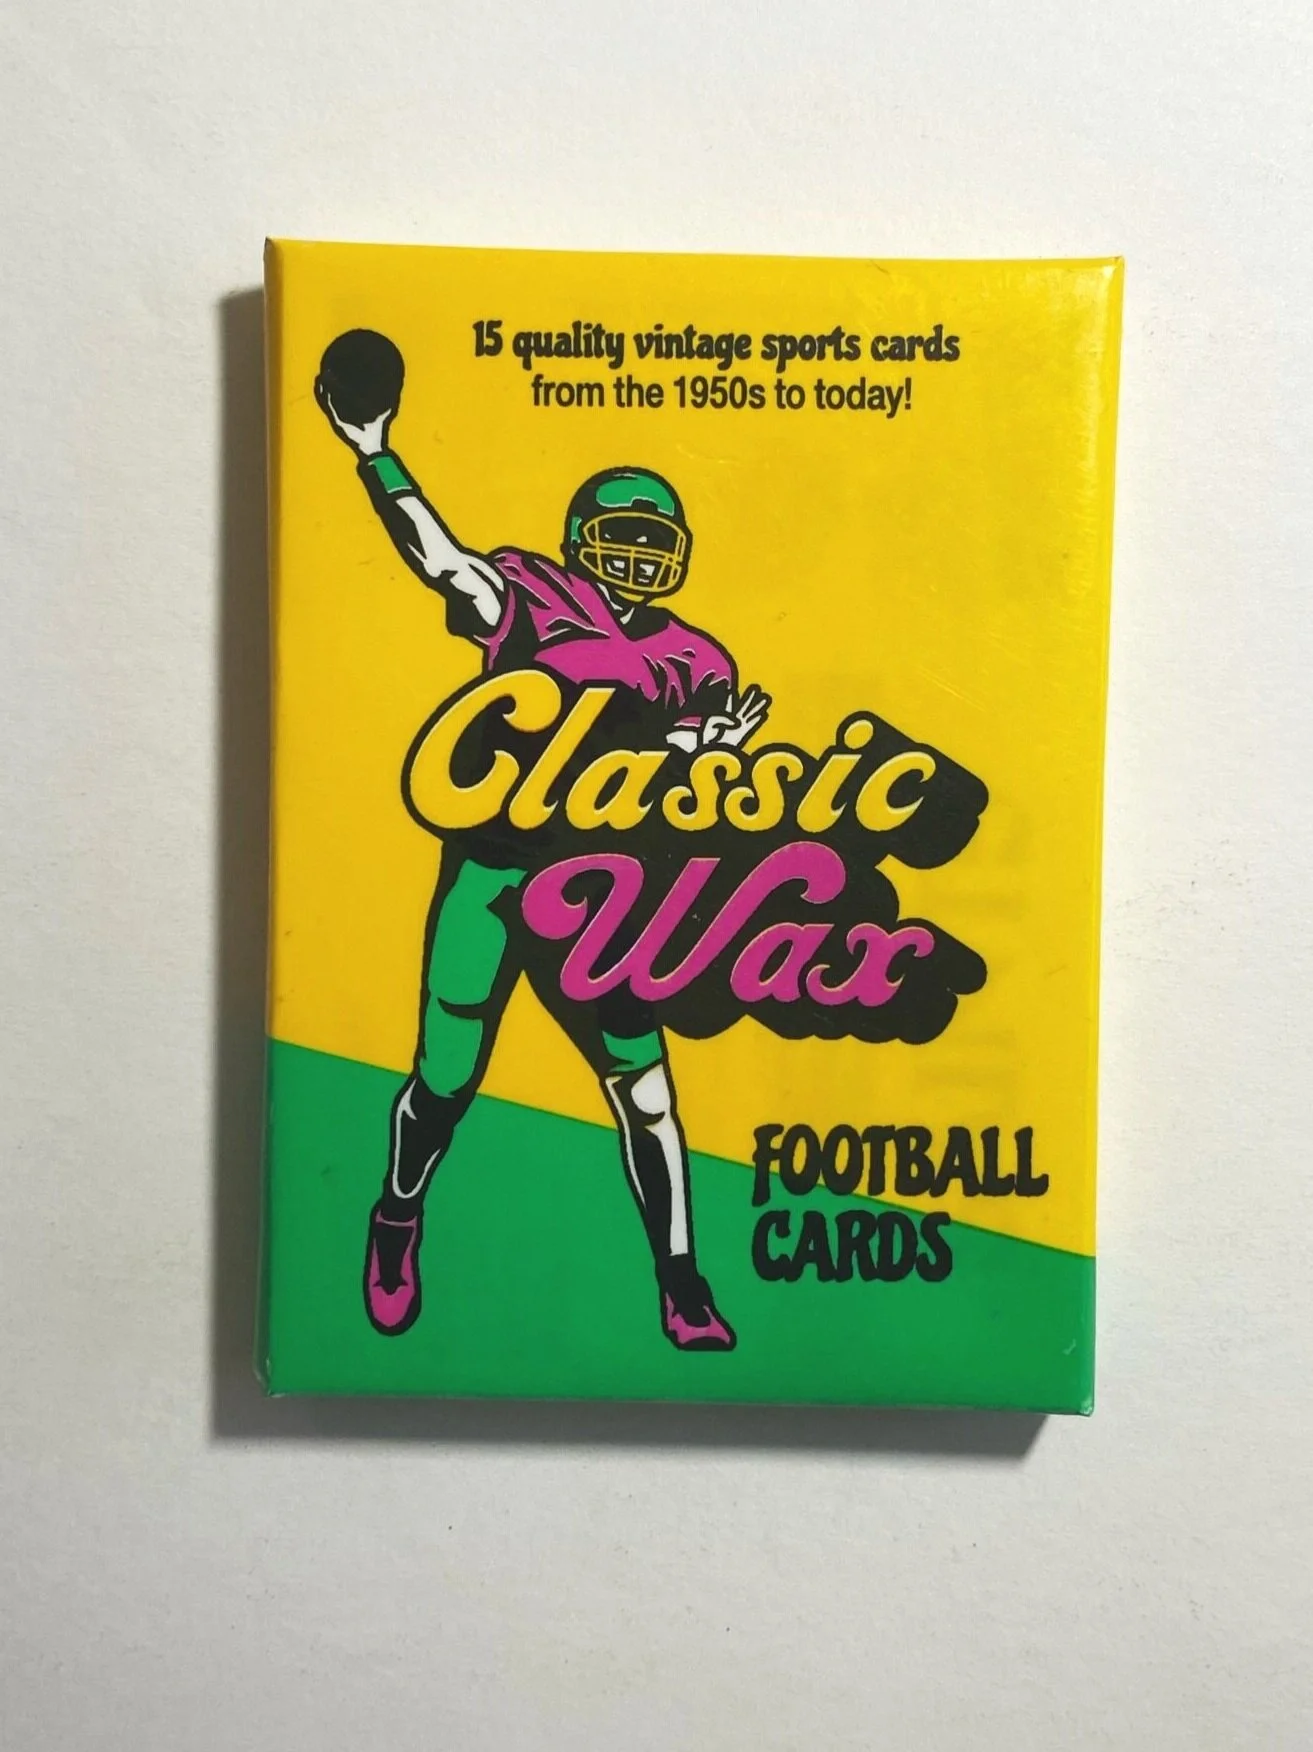 15 quality vintage sports cards
from the 1950s to today!
Classic
Wax
FOOTBALL
CARDS